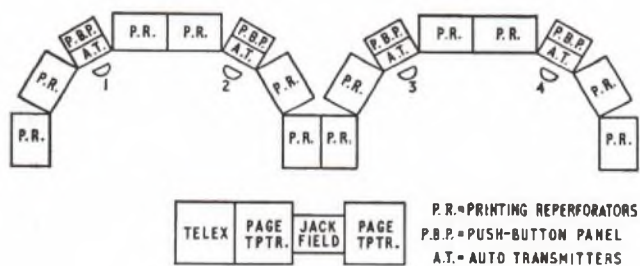 P.B.P.
A.T.
P.R.
P.R.
P.B.P.
A.T.
P.R.
P.R.
1
2
P.R.
P.R.
P.R.
P.R.
P.B.P.
A.T.
P.R.
P.R.
P.B.P.
A.T.
P.R.
P.R.
3
4
P.R.
P.R.
TELEX
PAGE TPTR.
JACK FIELD
PAGE TPTR.
P.R.=PRINTING REPERFORATORS
P.B.P.=PUSH-BUTTON PANEL
A.T.=AUTO TRANSMITTERS